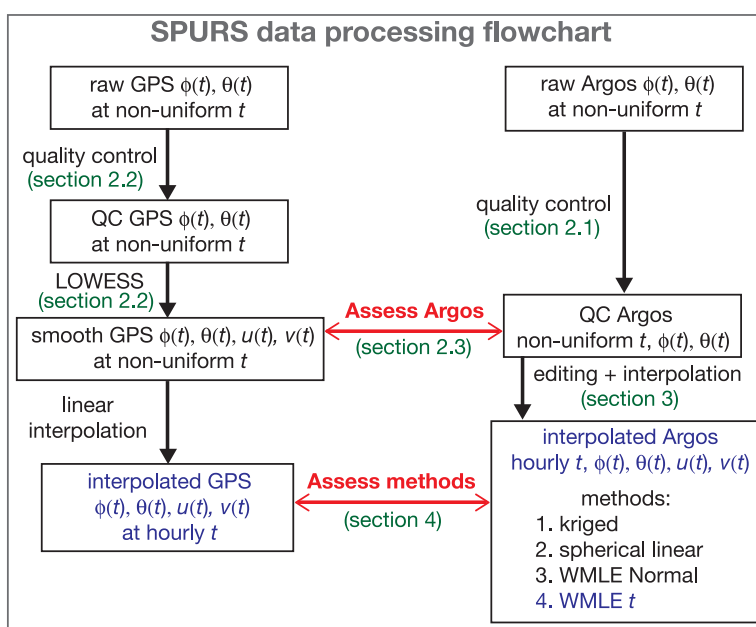 SPURS data processing flowchart
raw GPS ϕ(t), θ(t)
at non-uniform t
quality control
(section 2.2)
QC GPS ϕ(t), θ(t)
at non-uniform t
LOWESS
(section 2.2)
smooth GPS ϕ(t), θ(t), u(t), v(t)
at non-uniform t
linear
interpolation
interpolated GPS
ϕ(t), θ(t), u(t), v(t)
at hourly t
Assess Argos
(section 2.3)
Assess methods
(section 4)
raw Argos ϕ(t), θ(t)
at non-uniform t
quality control
(section 2.1)
QC Argos
non-uniform t, ϕ(t), θ(t)
editing + interpolation
(section 3)
interpolated Argos
hourly t, ϕ(t), θ(t), u(t), v(t)
methods:
1. kriged
2. spherical linear
3. WMLE Normal
4. WMLE t